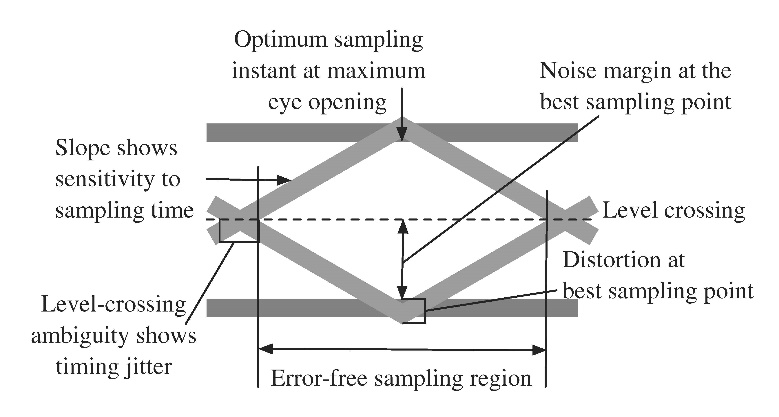 Optimum sampling
instant at maximum
eye opening
Noise margin at the
best sampling point
Slope shows
sensitivity to
sampling time
Level crossing
Distortion at
best sampling point
Level-crossing
ambiguity shows
timing jitter
Error-free sampling region